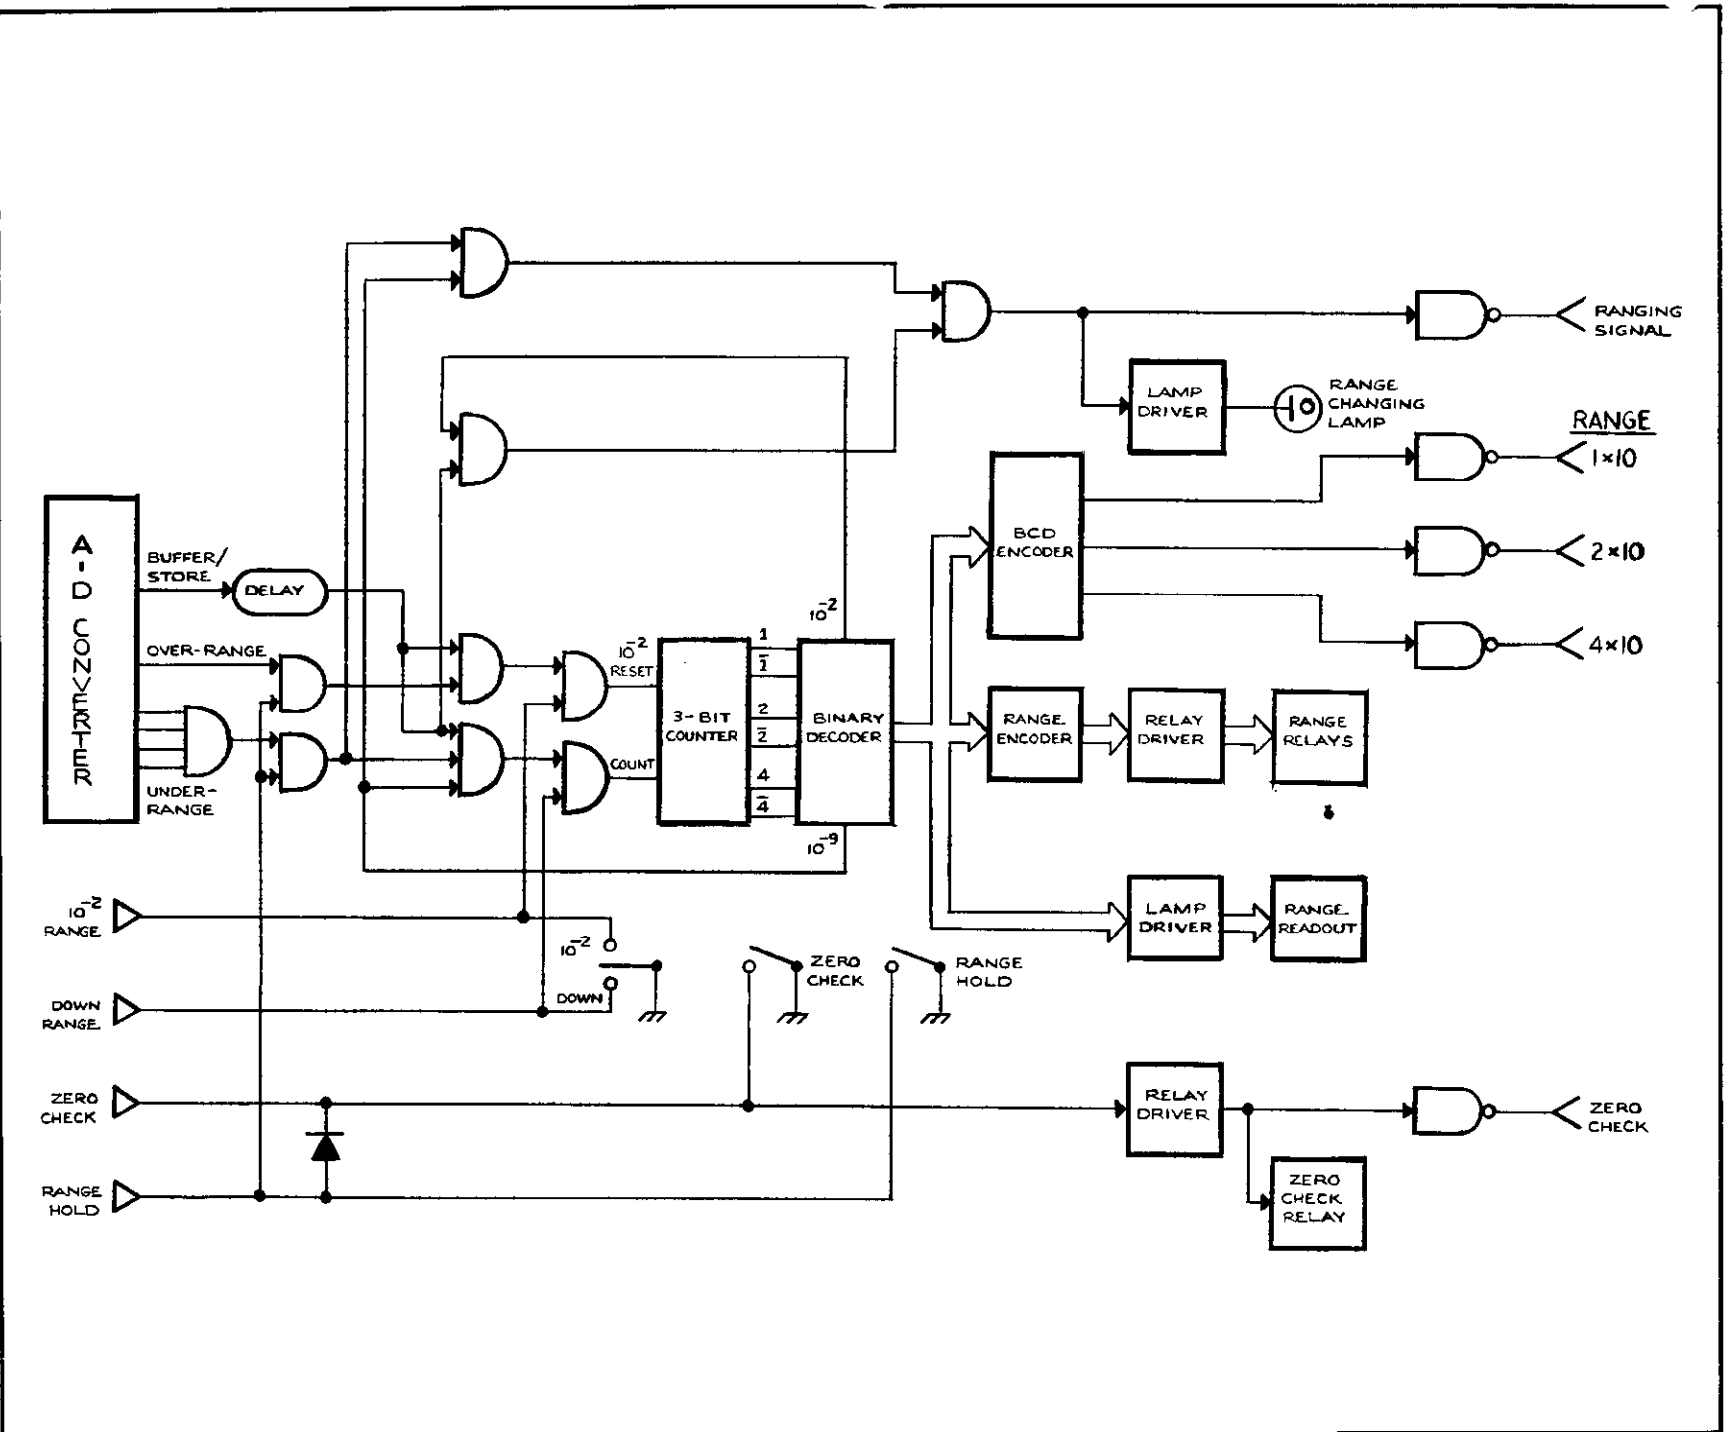 RANGING
SIGNAL
LAMP
DRIVER
RANGE
CHANGING
LAMP
RANGE
1×10
2×10
4×10
BCD
ENCODER
A-D CONVERTER
BUFFER/
STORE
DELAY
OVER-RANGE
UNDER-
RANGE
10⁻²
RESET
COUNT
3-BIT
COUNTER
1
1̅
2
2̅
4
4̅
10⁻²
BINARY
DECODER
10⁻⁹
RANGE
ENCODER
RELAY
DRIVER
RANGE
RELAYS
LAMP
DRIVER
RANGE
READOUT
10⁻²
RANGE
10⁻²
DOWN
ZERO
CHECK
RANGE
HOLD
DOWN
RANGE
ZERO
CHECK
RANGE
HOLD
RELAY
DRIVER
ZERO
CHECK
RELAY
ZERO
CHECK